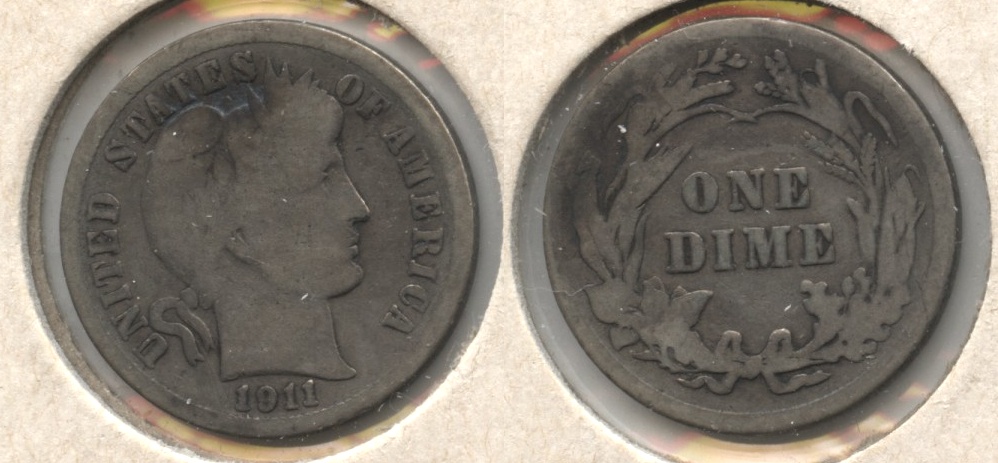 UNITED STATES OF AMERICA
1911
ONE
DIME